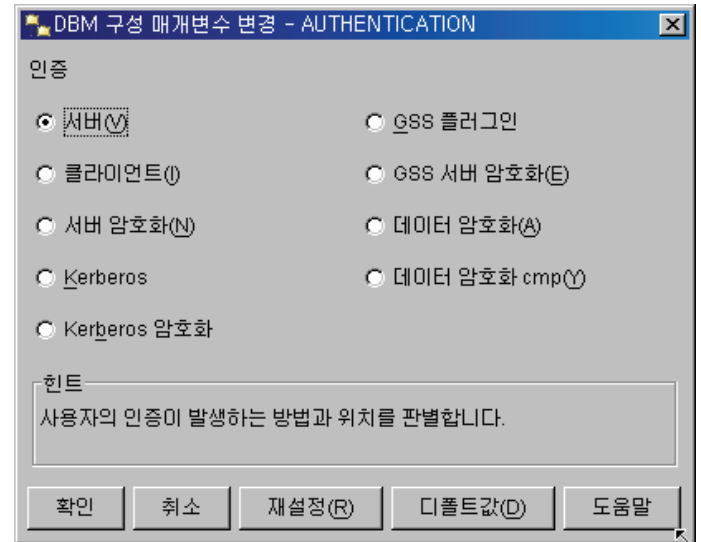 DBM 구성 매개변수 변경 - AUTHENTICATION
인증
서버(V)
GSS 플러그인
클라이언트(I)
GSS 서버 암호화(E)
서버 암호화(N)
데이터 암호화(A)
Kerberos
데이터 암호화 cmp(Y)
Kerberos 암호화
힌트
사용자의 인증이 발생하는 방법과 위치를 판별합니다.
확인 취소 재설정(R) 디폴트값(D) 도움말